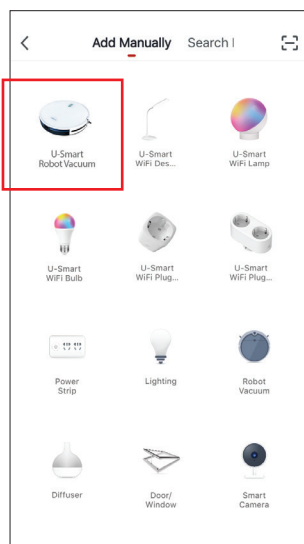 Add Manually Search
U-Smart U-Smart U-Smart
Robot Vacuum WiFi Des... WiFi Lamp
U-Smart U-Smart U-Smart
WiFi Bulb WiFi Plug... WiFi Plug...
Power Lighting Robot
Strip Vacuum
Diffuser Door/ Smart
Window Camera